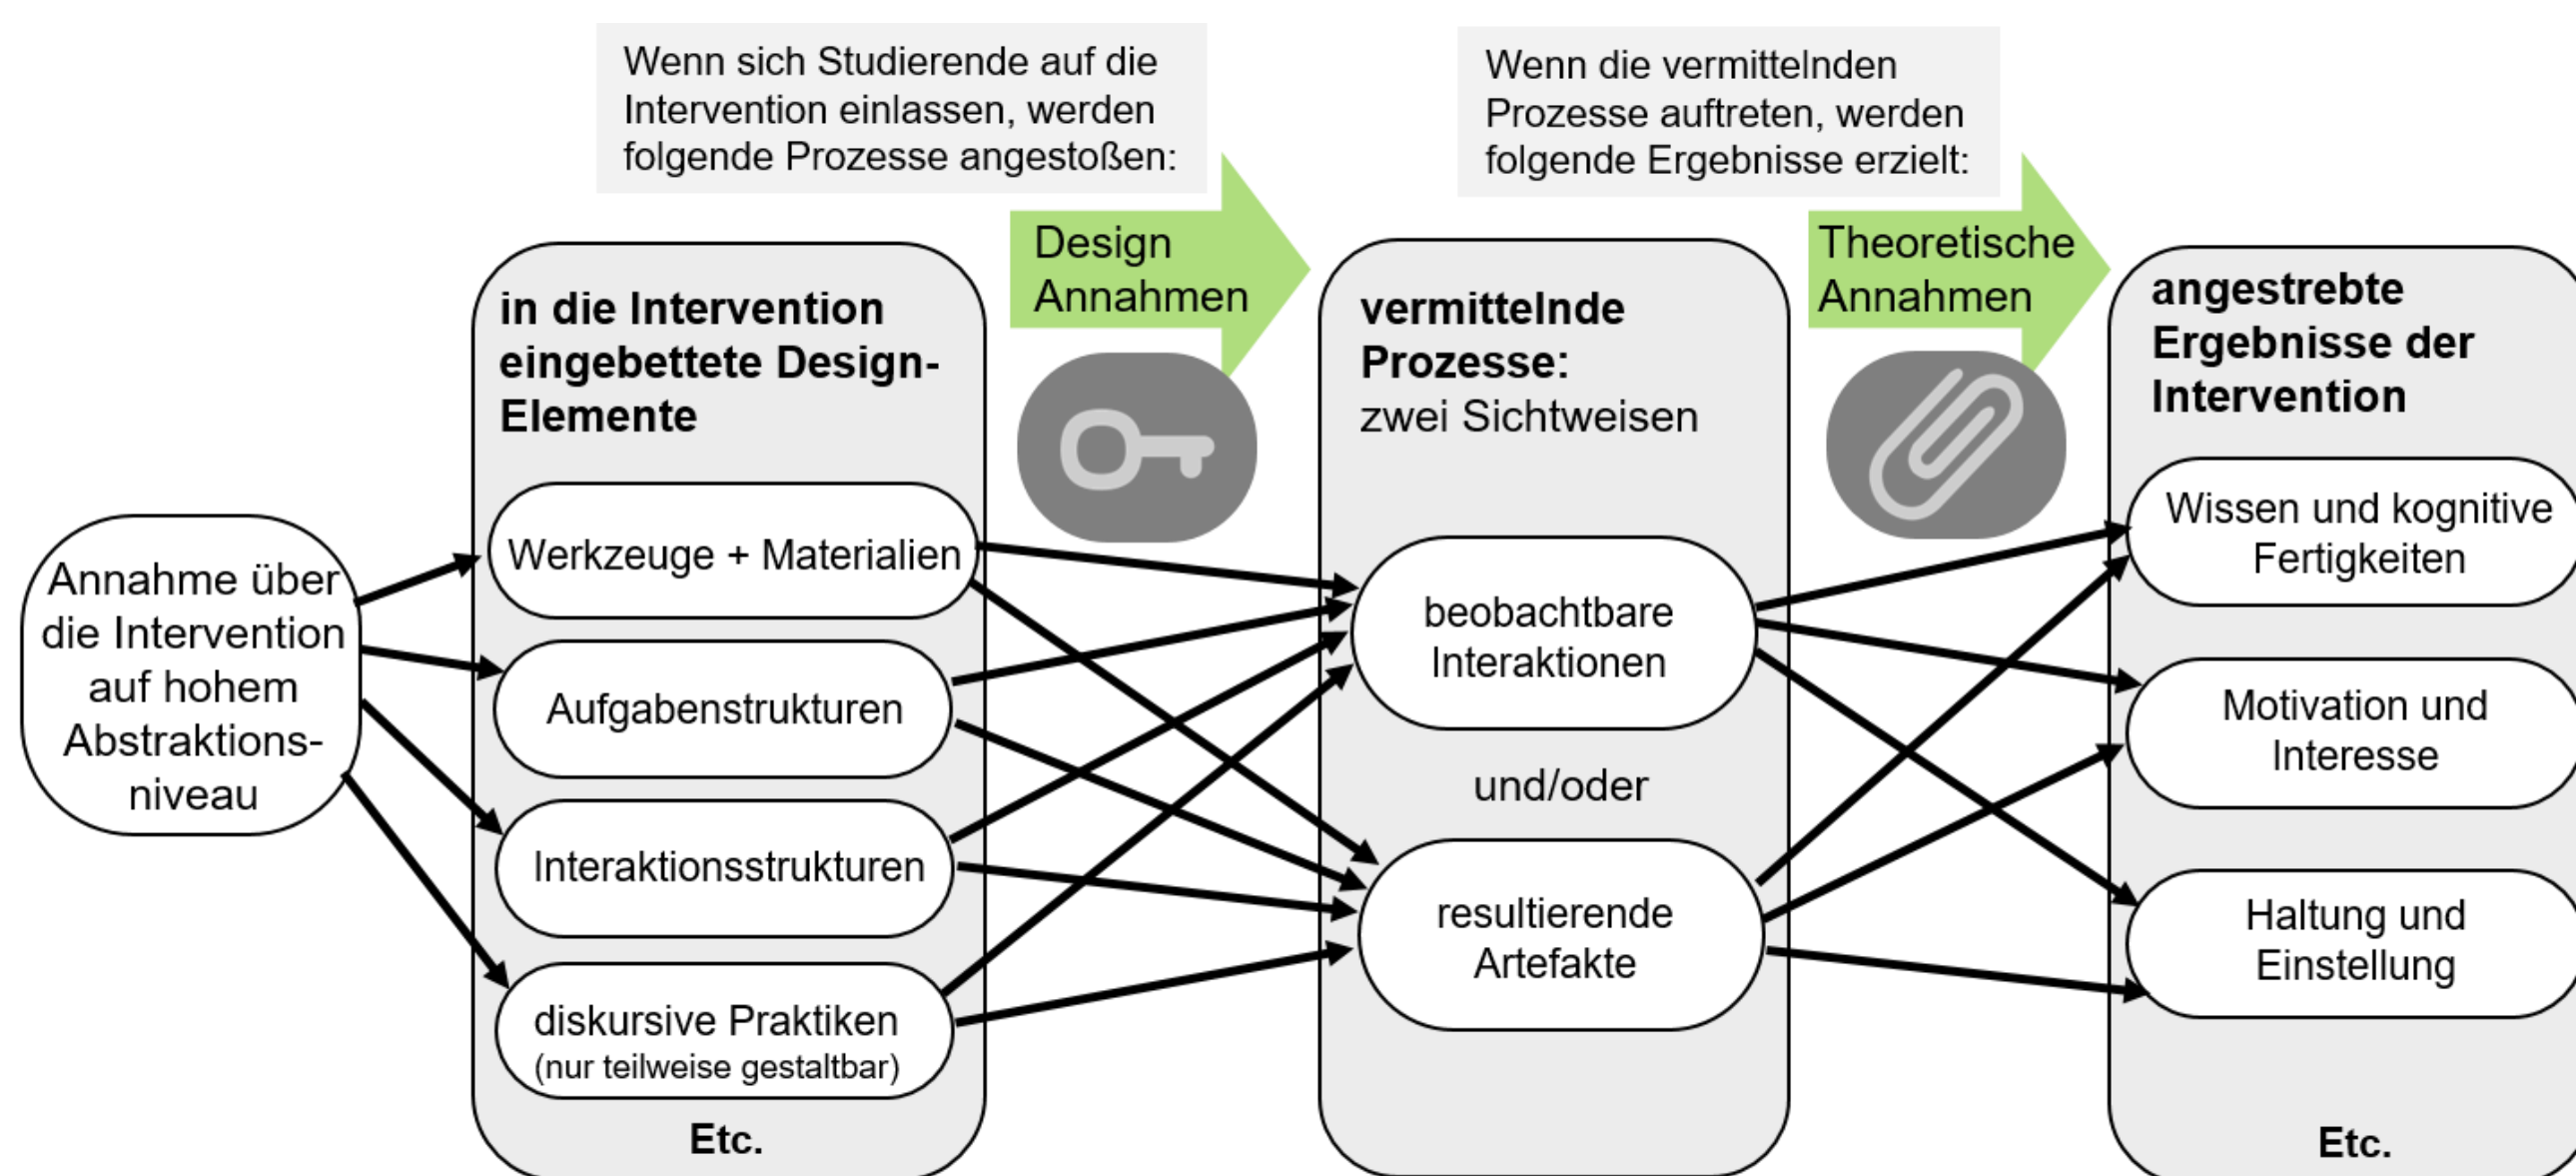 Wenn sich Studierende auf die
Intervention einlassen, werden
folgende Prozesse angestoßen:
Wenn die vermittelnden
Prozesse auftreten, werden
folgende Ergebnisse erzielt:
Design
Annahmen
Theoretische
Annahmen
Annahme über
die Intervention
auf hohem
Abstraktions-
niveau
in die Intervention
eingebettete Design-
Elemente
Werkzeuge + Materialien
Aufgabenstrukturen
Interaktionsstrukturen
diskursive Praktiken
(nur teilweise gestaltbar)
Etc.
vermittelnde
Prozesse:
zwei Sichtweisen
beobachtbare
Interaktionen
und/oder
resultierende
Artefakte
angestrebte
Ergebnisse der
Intervention
Wissen und kognitive
Fertigkeiten
Motivation und
Interesse
Haltung und
Einstellung
Etc.